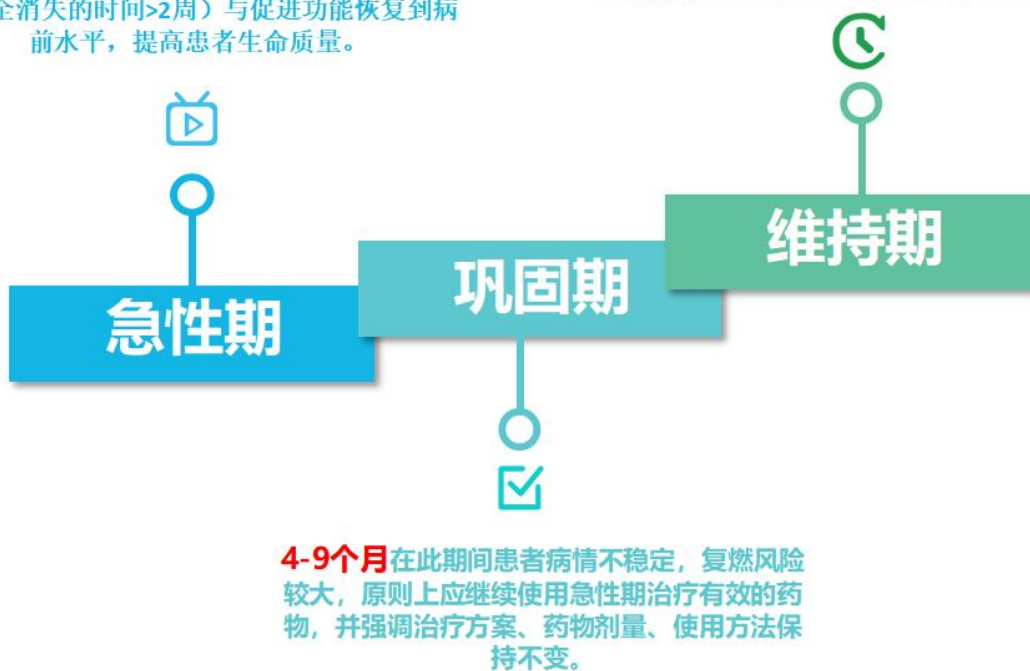 全消失的时间>2周）与促进功能恢复到病
前水平，提高患者生命质量。
维持期
巩固期
急性期
4-9个月在此期间患者病情不稳定，复燃风险
较大，原则上应继续使用急性期治疗有效的药
物，并强调治疗方案、药物剂量、使用方法保
持不变。